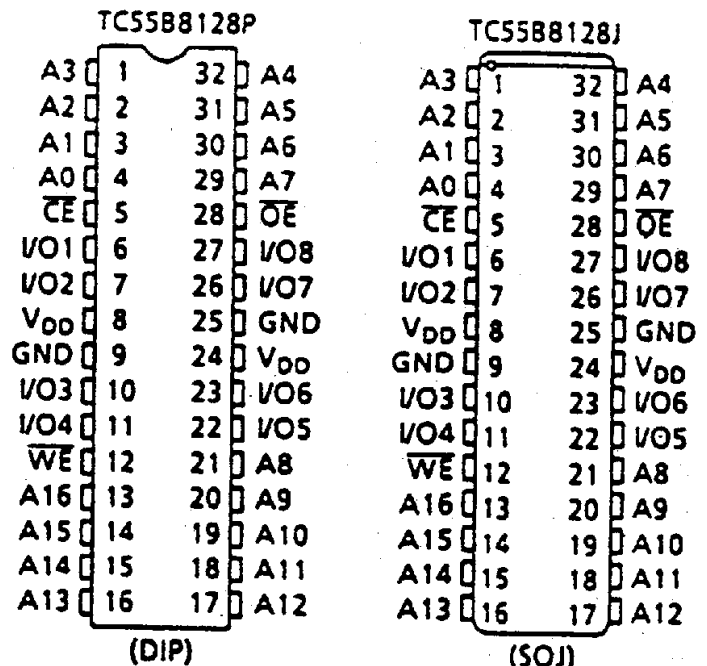 TC55B8128P
A3 1 32 A4
A2 2 31 A5
A1 3 30 A6
A0 4 29 A7
C̅E̅ 5 28 O̅E̅
I/O1 6 27 I/O8
I/O2 7 26 I/O7
VDD 8 25 GND
GND 9 24 VDD
I/O3 10 23 I/O6
I/O4 11 22 I/O5
W̅E̅ 12 21 A8
A16 13 20 A9
A15 14 19 A10
A14 15 18 A11
A13 16 17 A12
(DIP)
TC55B8128J
A3 1 32 A4
A2 2 31 A5
A1 3 30 A6
A0 4 29 A7
C̅E̅ 5 28 O̅E̅
I/O1 6 27 I/O8
I/O2 7 26 I/O7
VDD 8 25 GND
GND 9 24 VDD
I/O3 10 23 I/O6
I/O4 11 22 I/O5
W̅E̅ 12 21 A8
A16 13 20 A9
A15 14 19 A10
A14 15 18 A11
A13 16 17 A12
(SOJ)